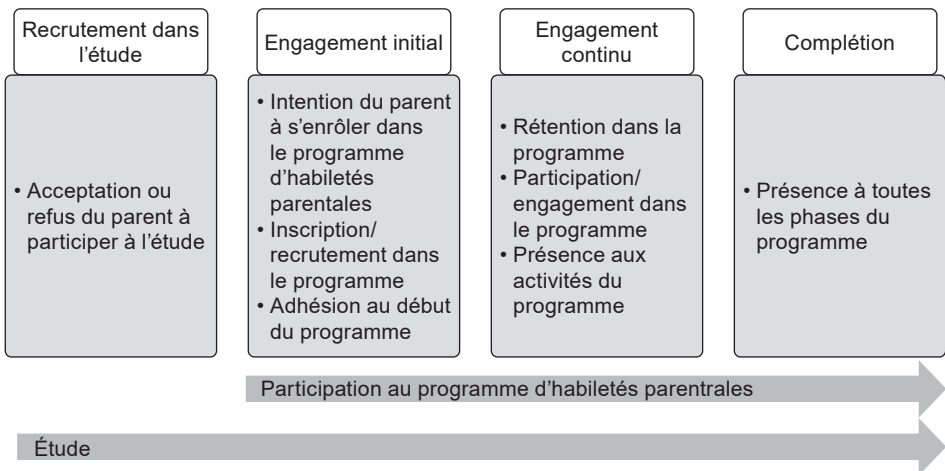 Recrutement dans
l'étude
• Acceptation ou
refus du parent à
participer à l'étude
Engagement initial
• Intention du parent
à s'enrôler dans
le programme
d'habiletés
parentales
• Inscription/
recrutement dans
le programme
• Adhésion au début
du programme
Engagement
continu
• Rétention dans la
programme
• Participation/
engagement dans
le programme
• Présence aux
activités du
programme
Complétion
• Présence à toutes
les phases du
programme
Participation au programme d'habiletés parentrales
Étude